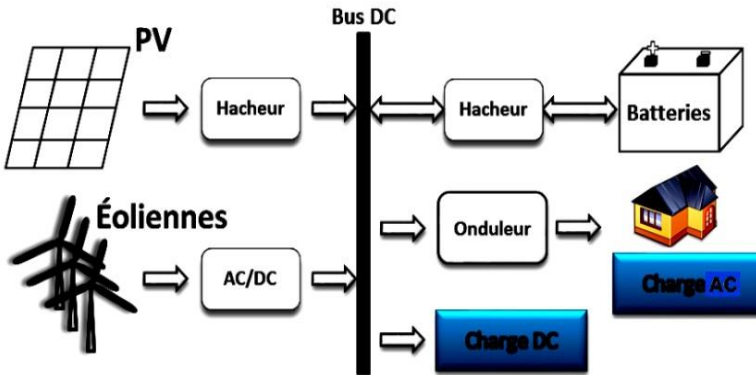 Bus DC
PV
Hacheur
Hacheur
Batteries
Éoliennes
Onduleur
AC/DC
Charge AC
Charge DC